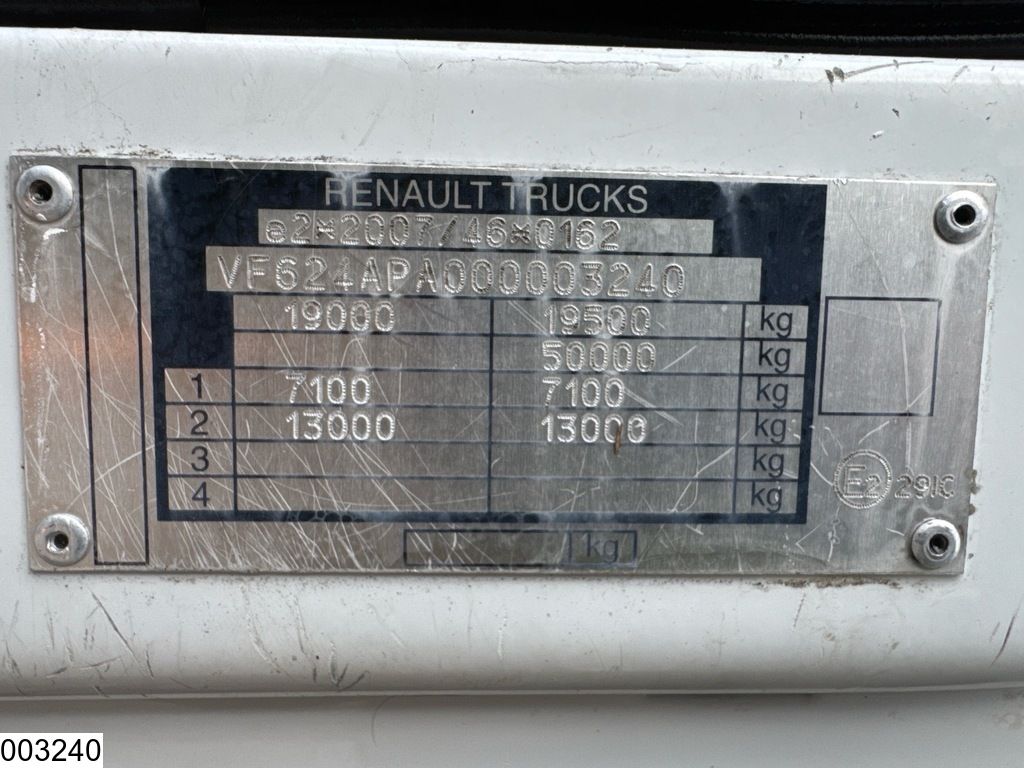 RENAULT TRUCKS
e2*2007/46*0162
VF624APA000003240
19000 19500 kg
50000 kg
1 7100 7100 kg
2 13000 13000 kg
3 kg
4 kg
E2 291C
kg
003240